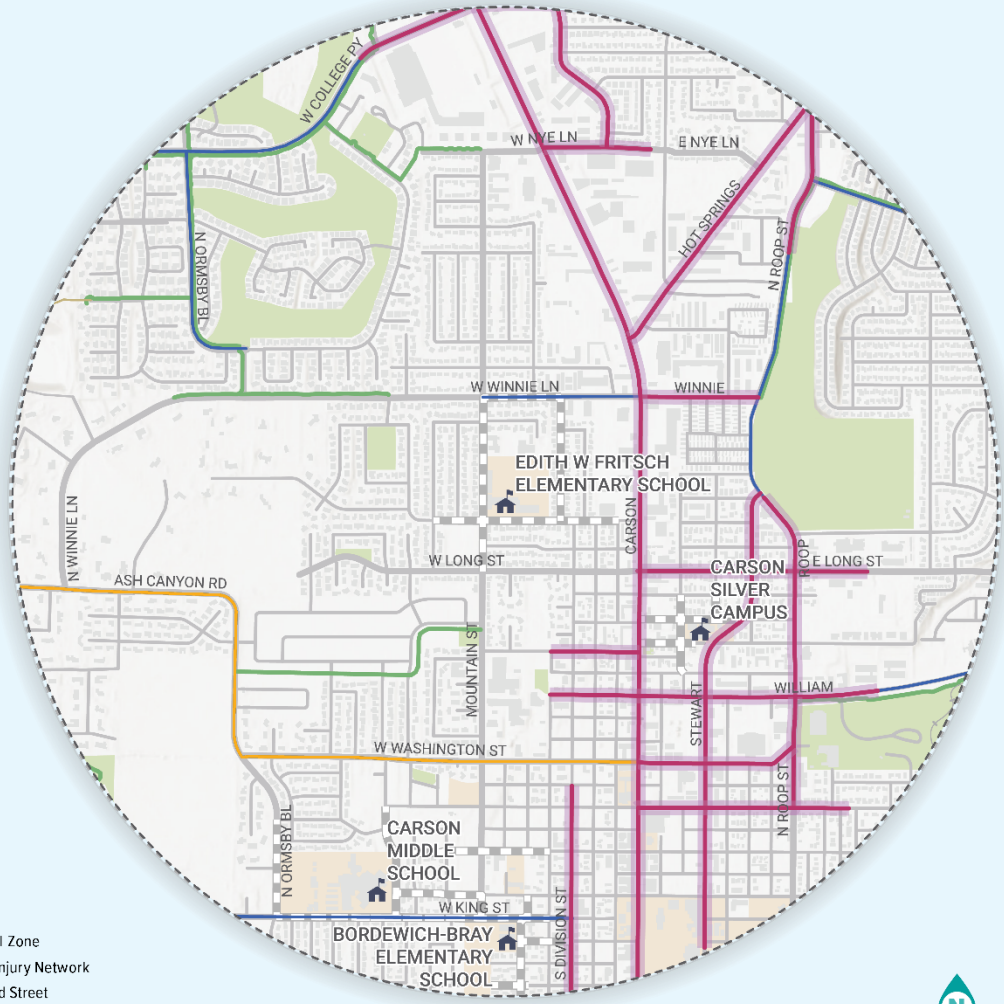 W COLLEGE PY
W NYE LN
E NYE LN
HOT SPRINGS
N ROOP ST
N ORMSBY BL
W WINNIE LN
WINNIE
EDITH W FRITSCH
ELEMENTARY SCHOOL
CARSON
N WINNIE LN
W LONG ST
ROOP
E LONG ST
CARSON
SILVER
CAMPUS
ASH CANYON RD
MOUNTAIN ST
STEWART
WILLIAM
W WASHINGTON ST
N ROOP ST
N ORMSBY BL
CARSON
MIDDLE
SCHOOL
W KING ST
S DIVISION ST
BORDEWICH-BRAY
ELEMENTARY
SCHOOL
Zone
njury Network
d Street
N